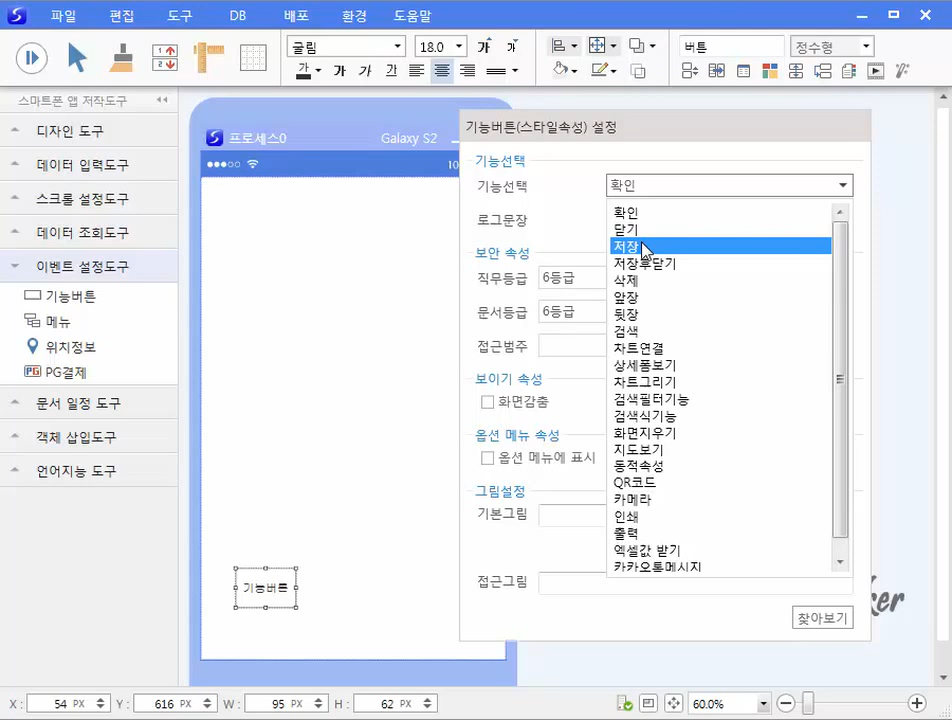 파일 편집 도구 DB 배포 환경 도움말
굴림 18.0 가 가 버튼 정수형
가 가 가 가
스마트폰 앱 저작도구
디자인 도구
데이터 입력도구
스크롤 설정도구
데이터 조회도구
이벤트 설정도구
기능버튼
메뉴
위치정보
PG결제
문서 일정 도구
객체 삽입도구
언어지능 도구
프로세스0 Galaxy S2
10
기능버튼
기능버튼(스타일속성) 설정
기능선택
기능선택 확인
로그문장
보안 속성
직무등급 6등급
문서등급 6등급
접근범주
보이기 속성
화면감춤
옵션 메뉴 속성
옵션 메뉴에 표시
그림설정
기본그림
접근그림
찾아보기
확인
닫기
저장
저장후닫기
삭제
앞장
뒷장
검색
차트연결
상세폼보기
차트그리기
검색필터기능
검색식기능
화면지우기
지도보기
동적속성
QR코드
카메라
인쇄
출력
엑셀값 받기
카카오톡메시지
X : 54 PX Y : 616 PX W : 95 PX H : 62 PX 60.0%